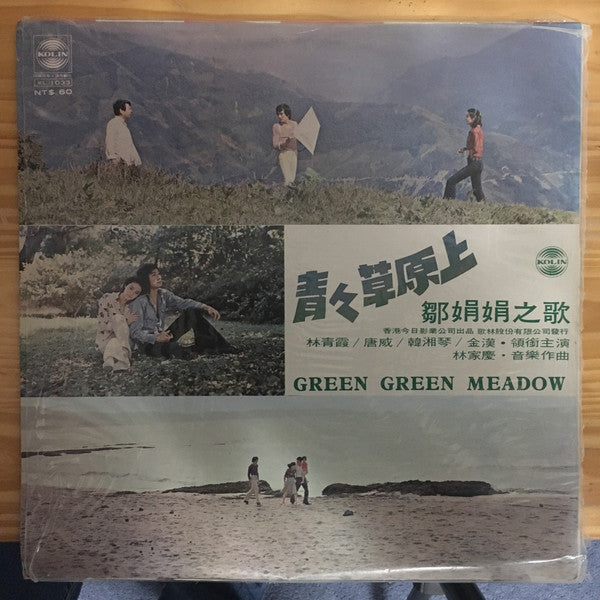 KOLIN
KL-1033
NT$.60
青々草原上
KOLIN
鄒娟娟之歌
香港今日影業公司出品 歌林股份有限公司發行
林青霞/唐威/韓湘琴/金漢•領銜主演
林家慶•音樂作曲
GREEN GREEN MEADOW